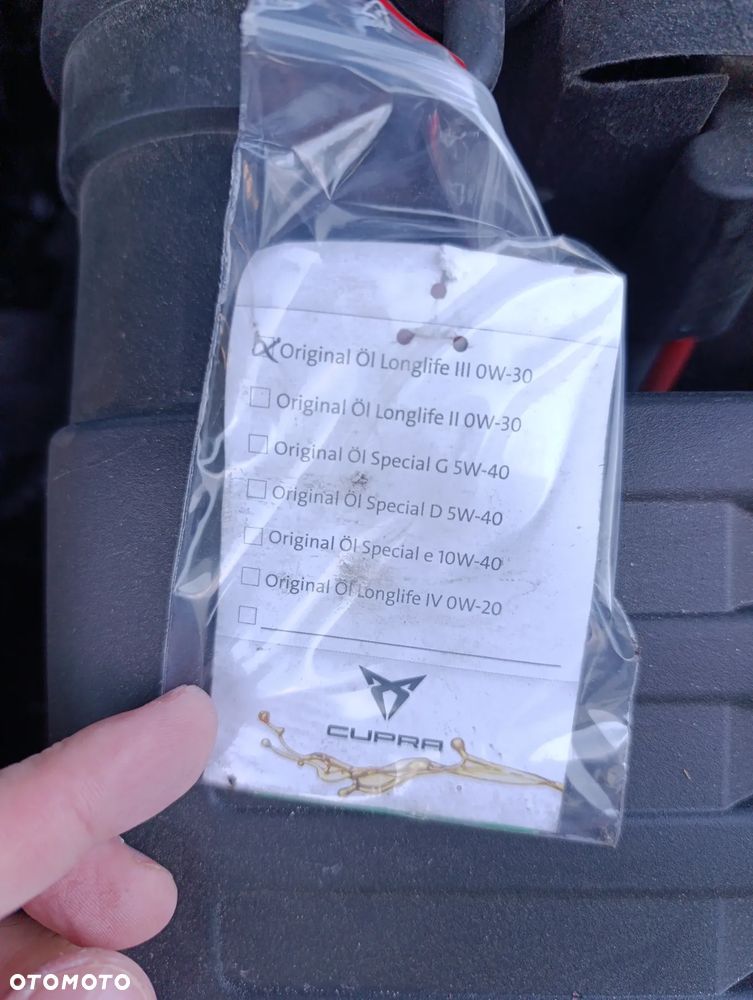 Original Öl Longlife III 0W-30
Original Öl Longlife II 0W-30
Original Öl Special G 5W-40
Original Öl Special D 5W-40
Original Öl Special e 10W-40
Original Öl Longlife IV 0W-20
CUPRA
OTOMOTO